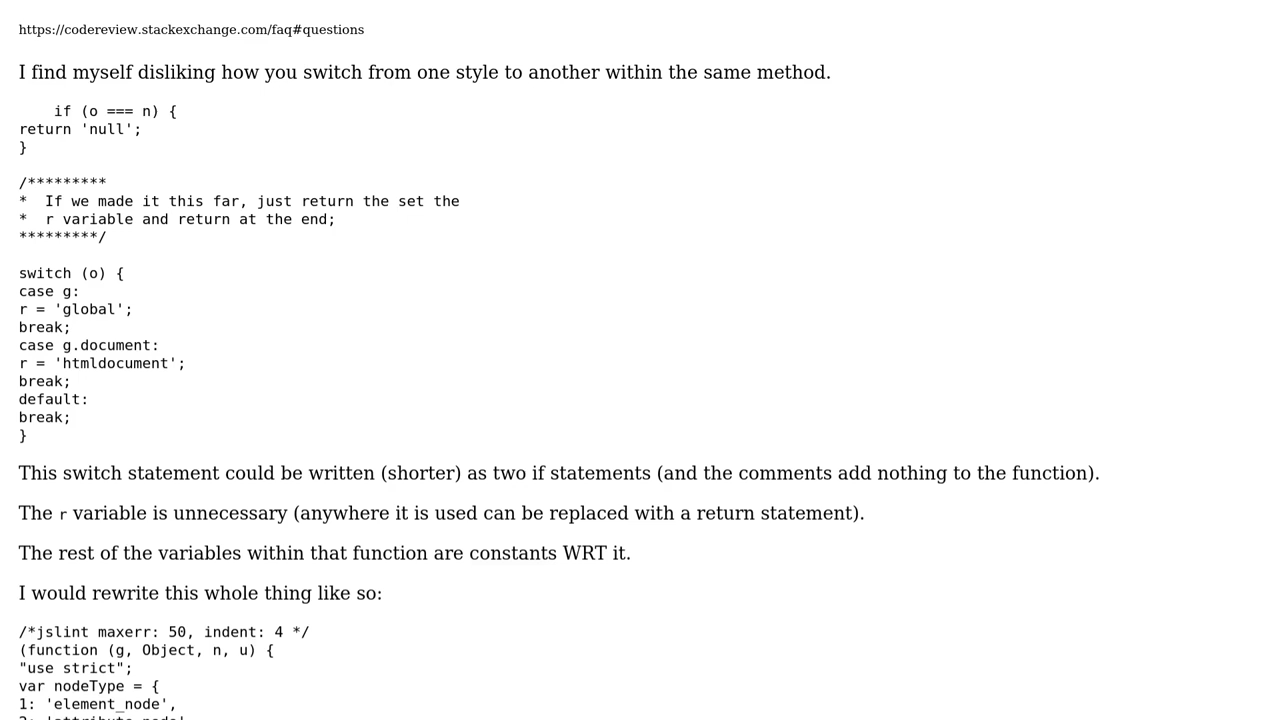 https://codereview.stackexchange.com/faq#questions
I find myself disliking how you switch from one style to another within the same method.
    if (o === n) {
return 'null';
}
/*********
*  If we made it this far, just return the set the
*  r variable and return at the end;
*********/
switch (o) {
case g:
r = 'global';
break;
case g.document:
r = 'htmldocument';
break;
default:
break;
}
This switch statement could be written (shorter) as two if statements (and the comments add nothing to the function).
The r variable is unnecessary (anywhere it is used can be replaced with a return statement).
The rest of the variables within that function are constants WRT it.
I would rewrite this whole thing like so:
/*jslint maxerr: 50, indent: 4 */
(function (g, Object, n, u) {
"use strict";
var nodeType = {
1: 'element_node',